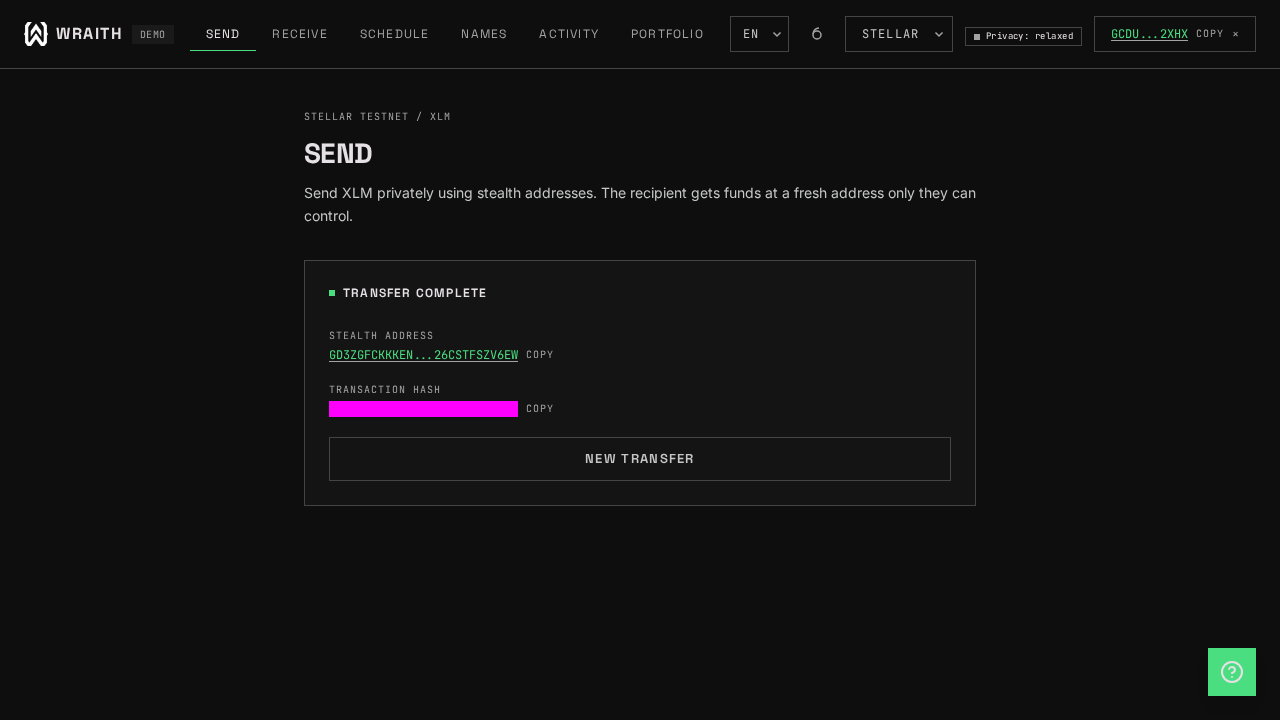 WRAITH DEMO SEND RECEIVE SCHEDULE NAMES ACTIVITY PORTFOLIO EN STELLAR Privacy: relaxed GCDU...2XHX COPY ×
STELLAR TESTNET / XLM
SEND
Send XLM privately using stealth addresses. The recipient gets funds at a fresh address only they can
control.
TRANSFER COMPLETE
STEALTH ADDRESS
GD3ZGFCKKKEN...26CSTFSZV6EW COPY
TRANSACTION HASH
COPY
NEW TRANSFER